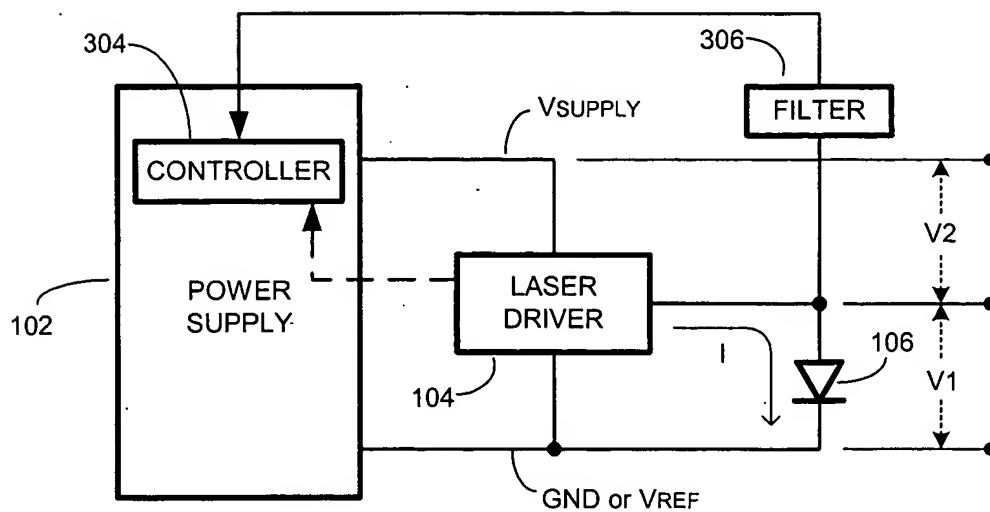 304
306
VSUPPLY
FILTER
CONTROLLER
V2
POWER
SUPPLY
LASER
DRIVER
102
I
106
104
V1
GND or VREF